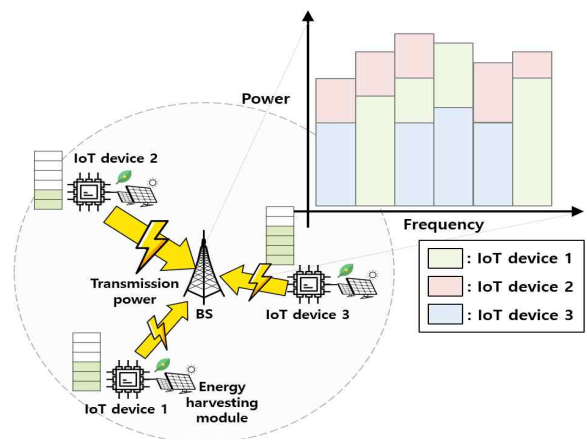 Power
Frequency
IoT device 2
Transmission
power
BS
IoT device 3
IoT device 1
Energy
harvesting
module
: IoT device 1
: IoT device 2
: IoT device 3